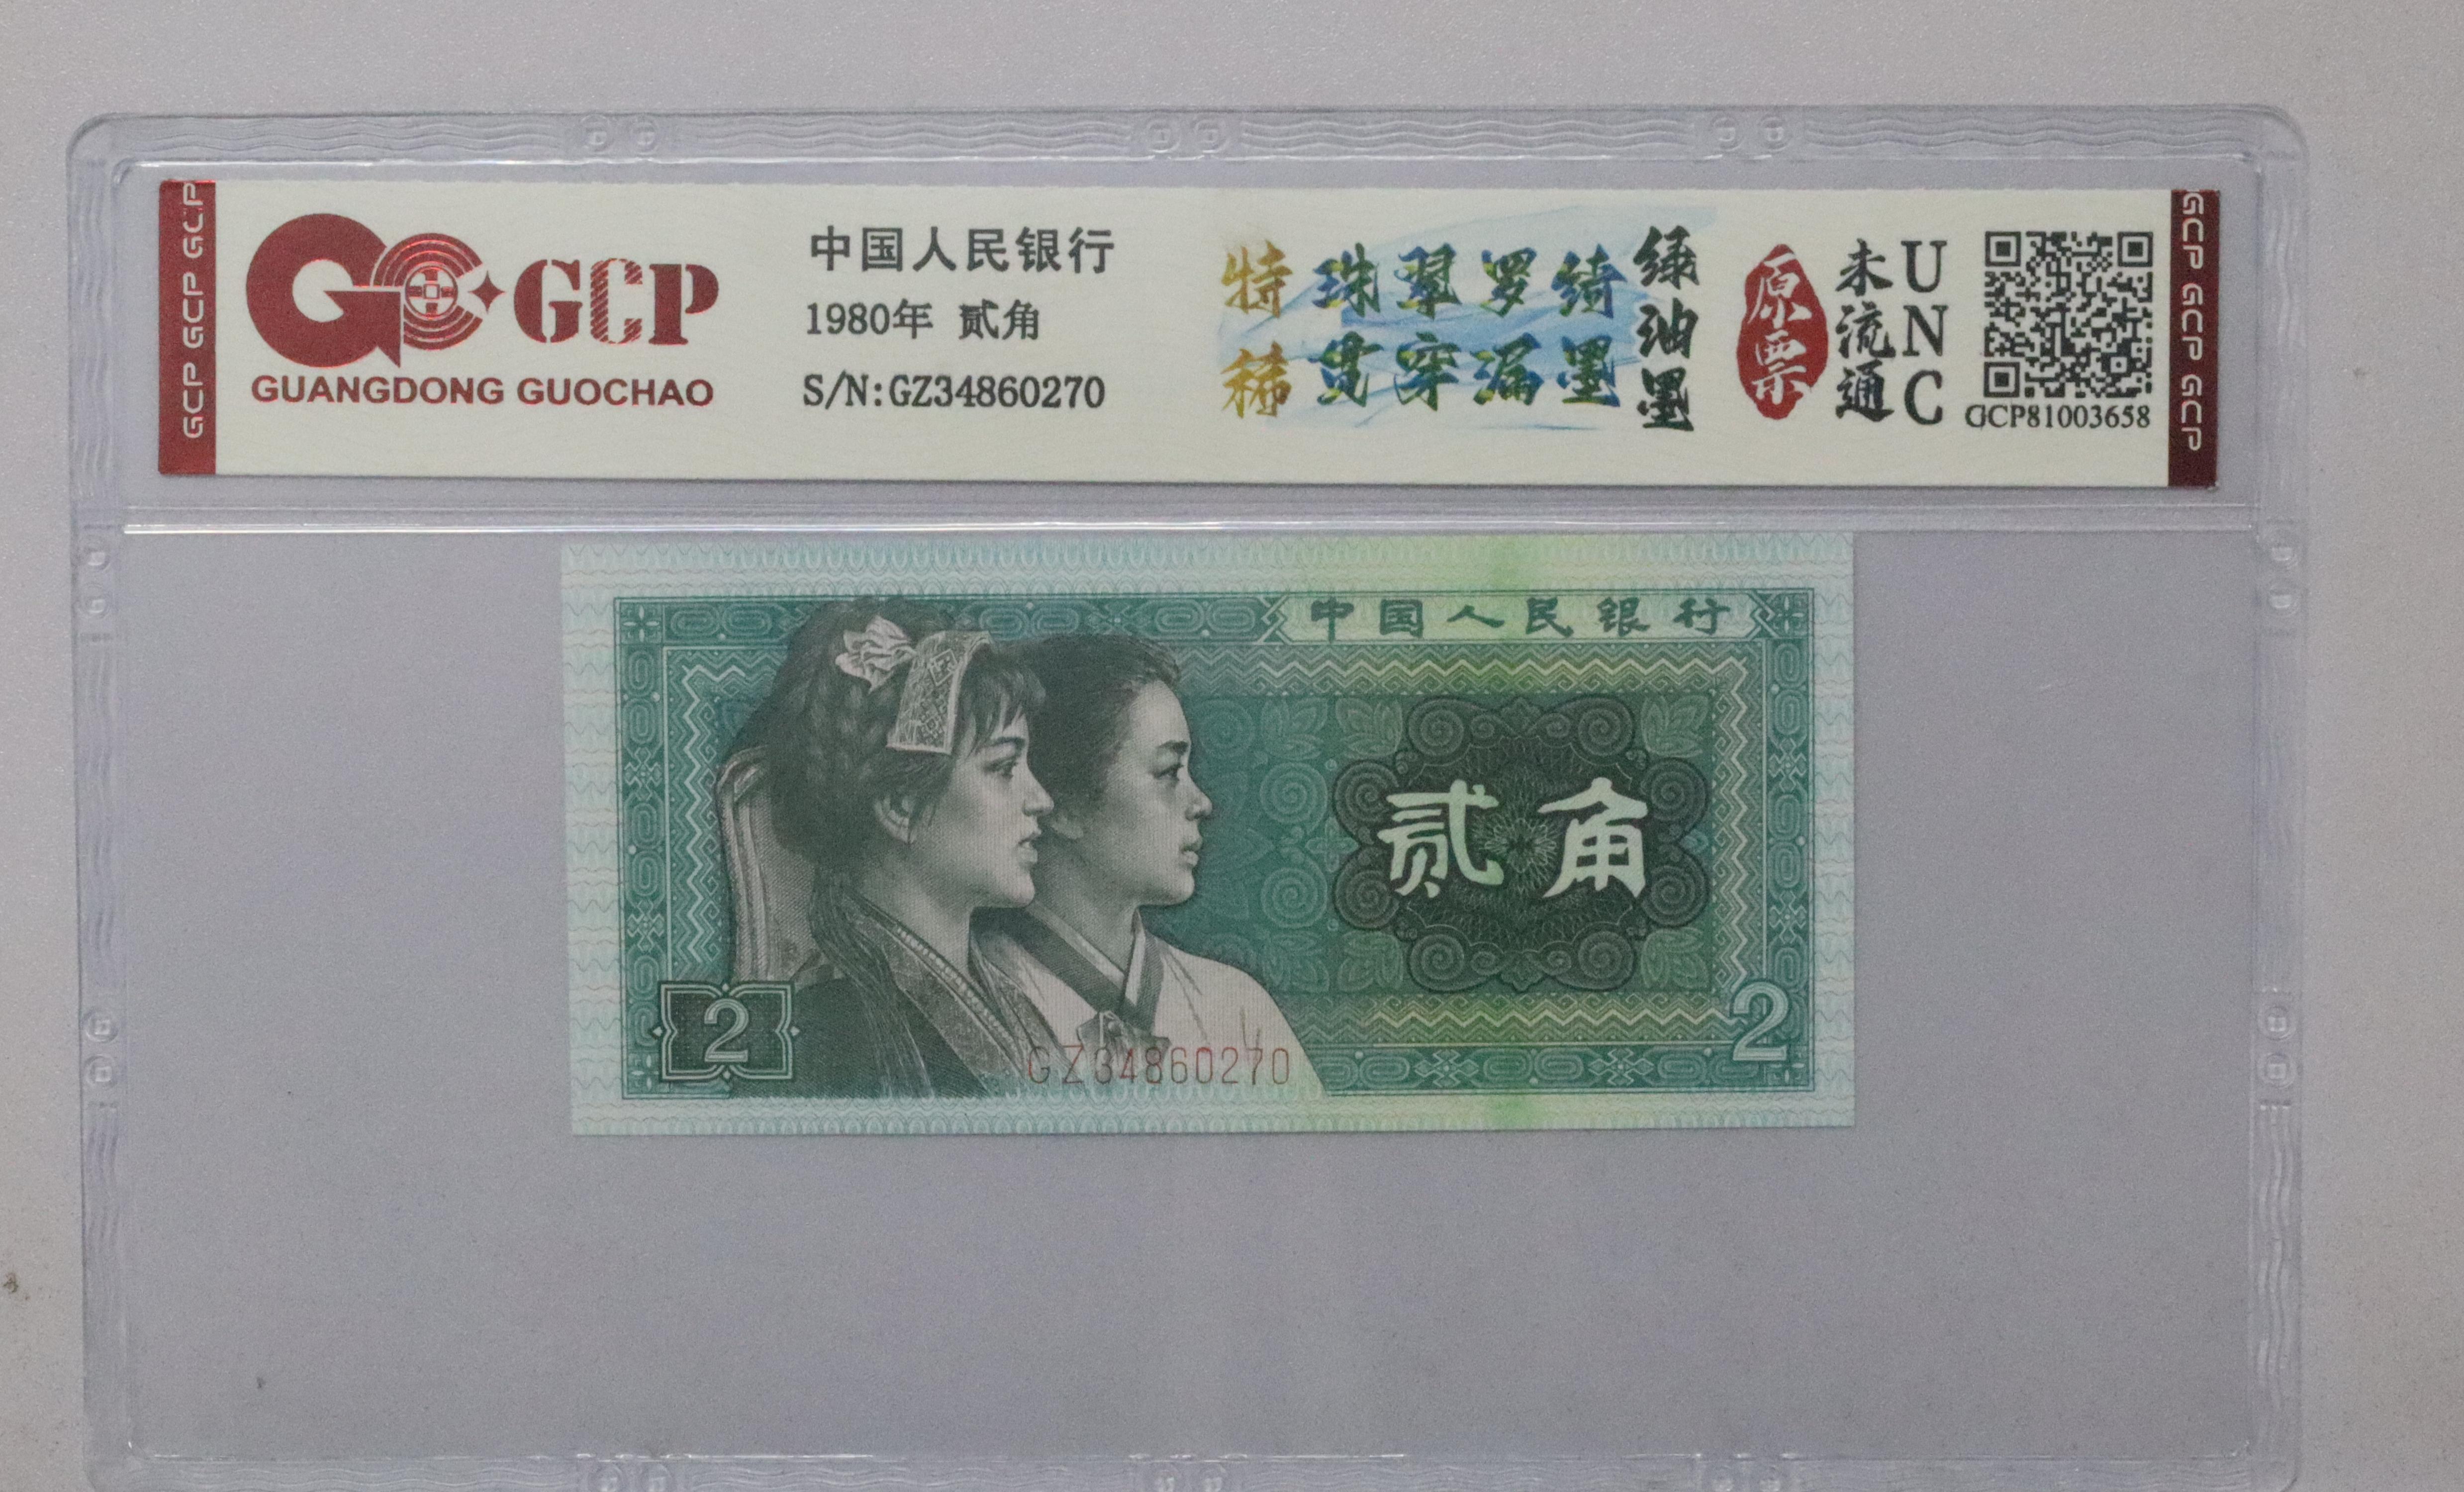 GCP GCP GCP
GCP
GUANGDONG GUOCHAO
中国人民银行
1980年 贰角
S/N:GZ34860270
特稀
珠翠罗绮
贯穿漏墨
绿油墨
原票
未流通
UNC
GCP81003658
GCP GCP GCP
中国人民银行
贰角
2
2
GZ34860270